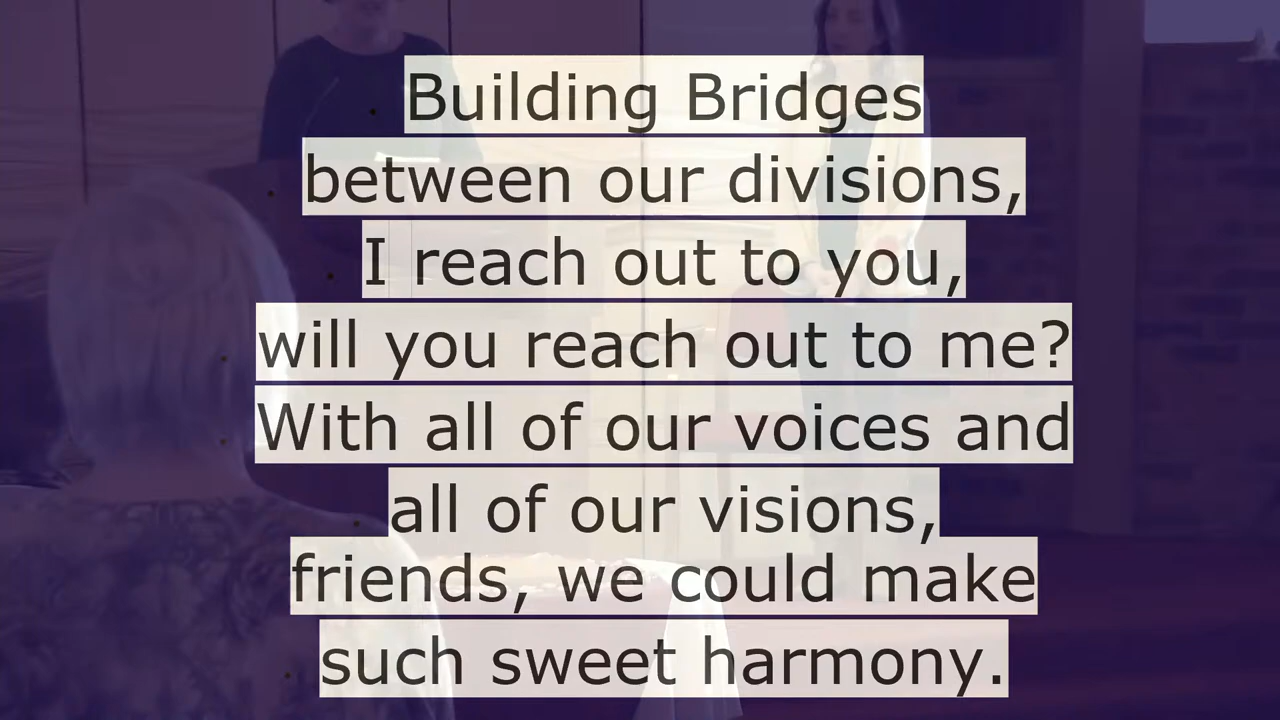 Building Bridges
between our divisions,
I reach out to you,
will you reach out to me?
With all of our voices and
all of our visions,
friends, we could make
such sweet harmony.